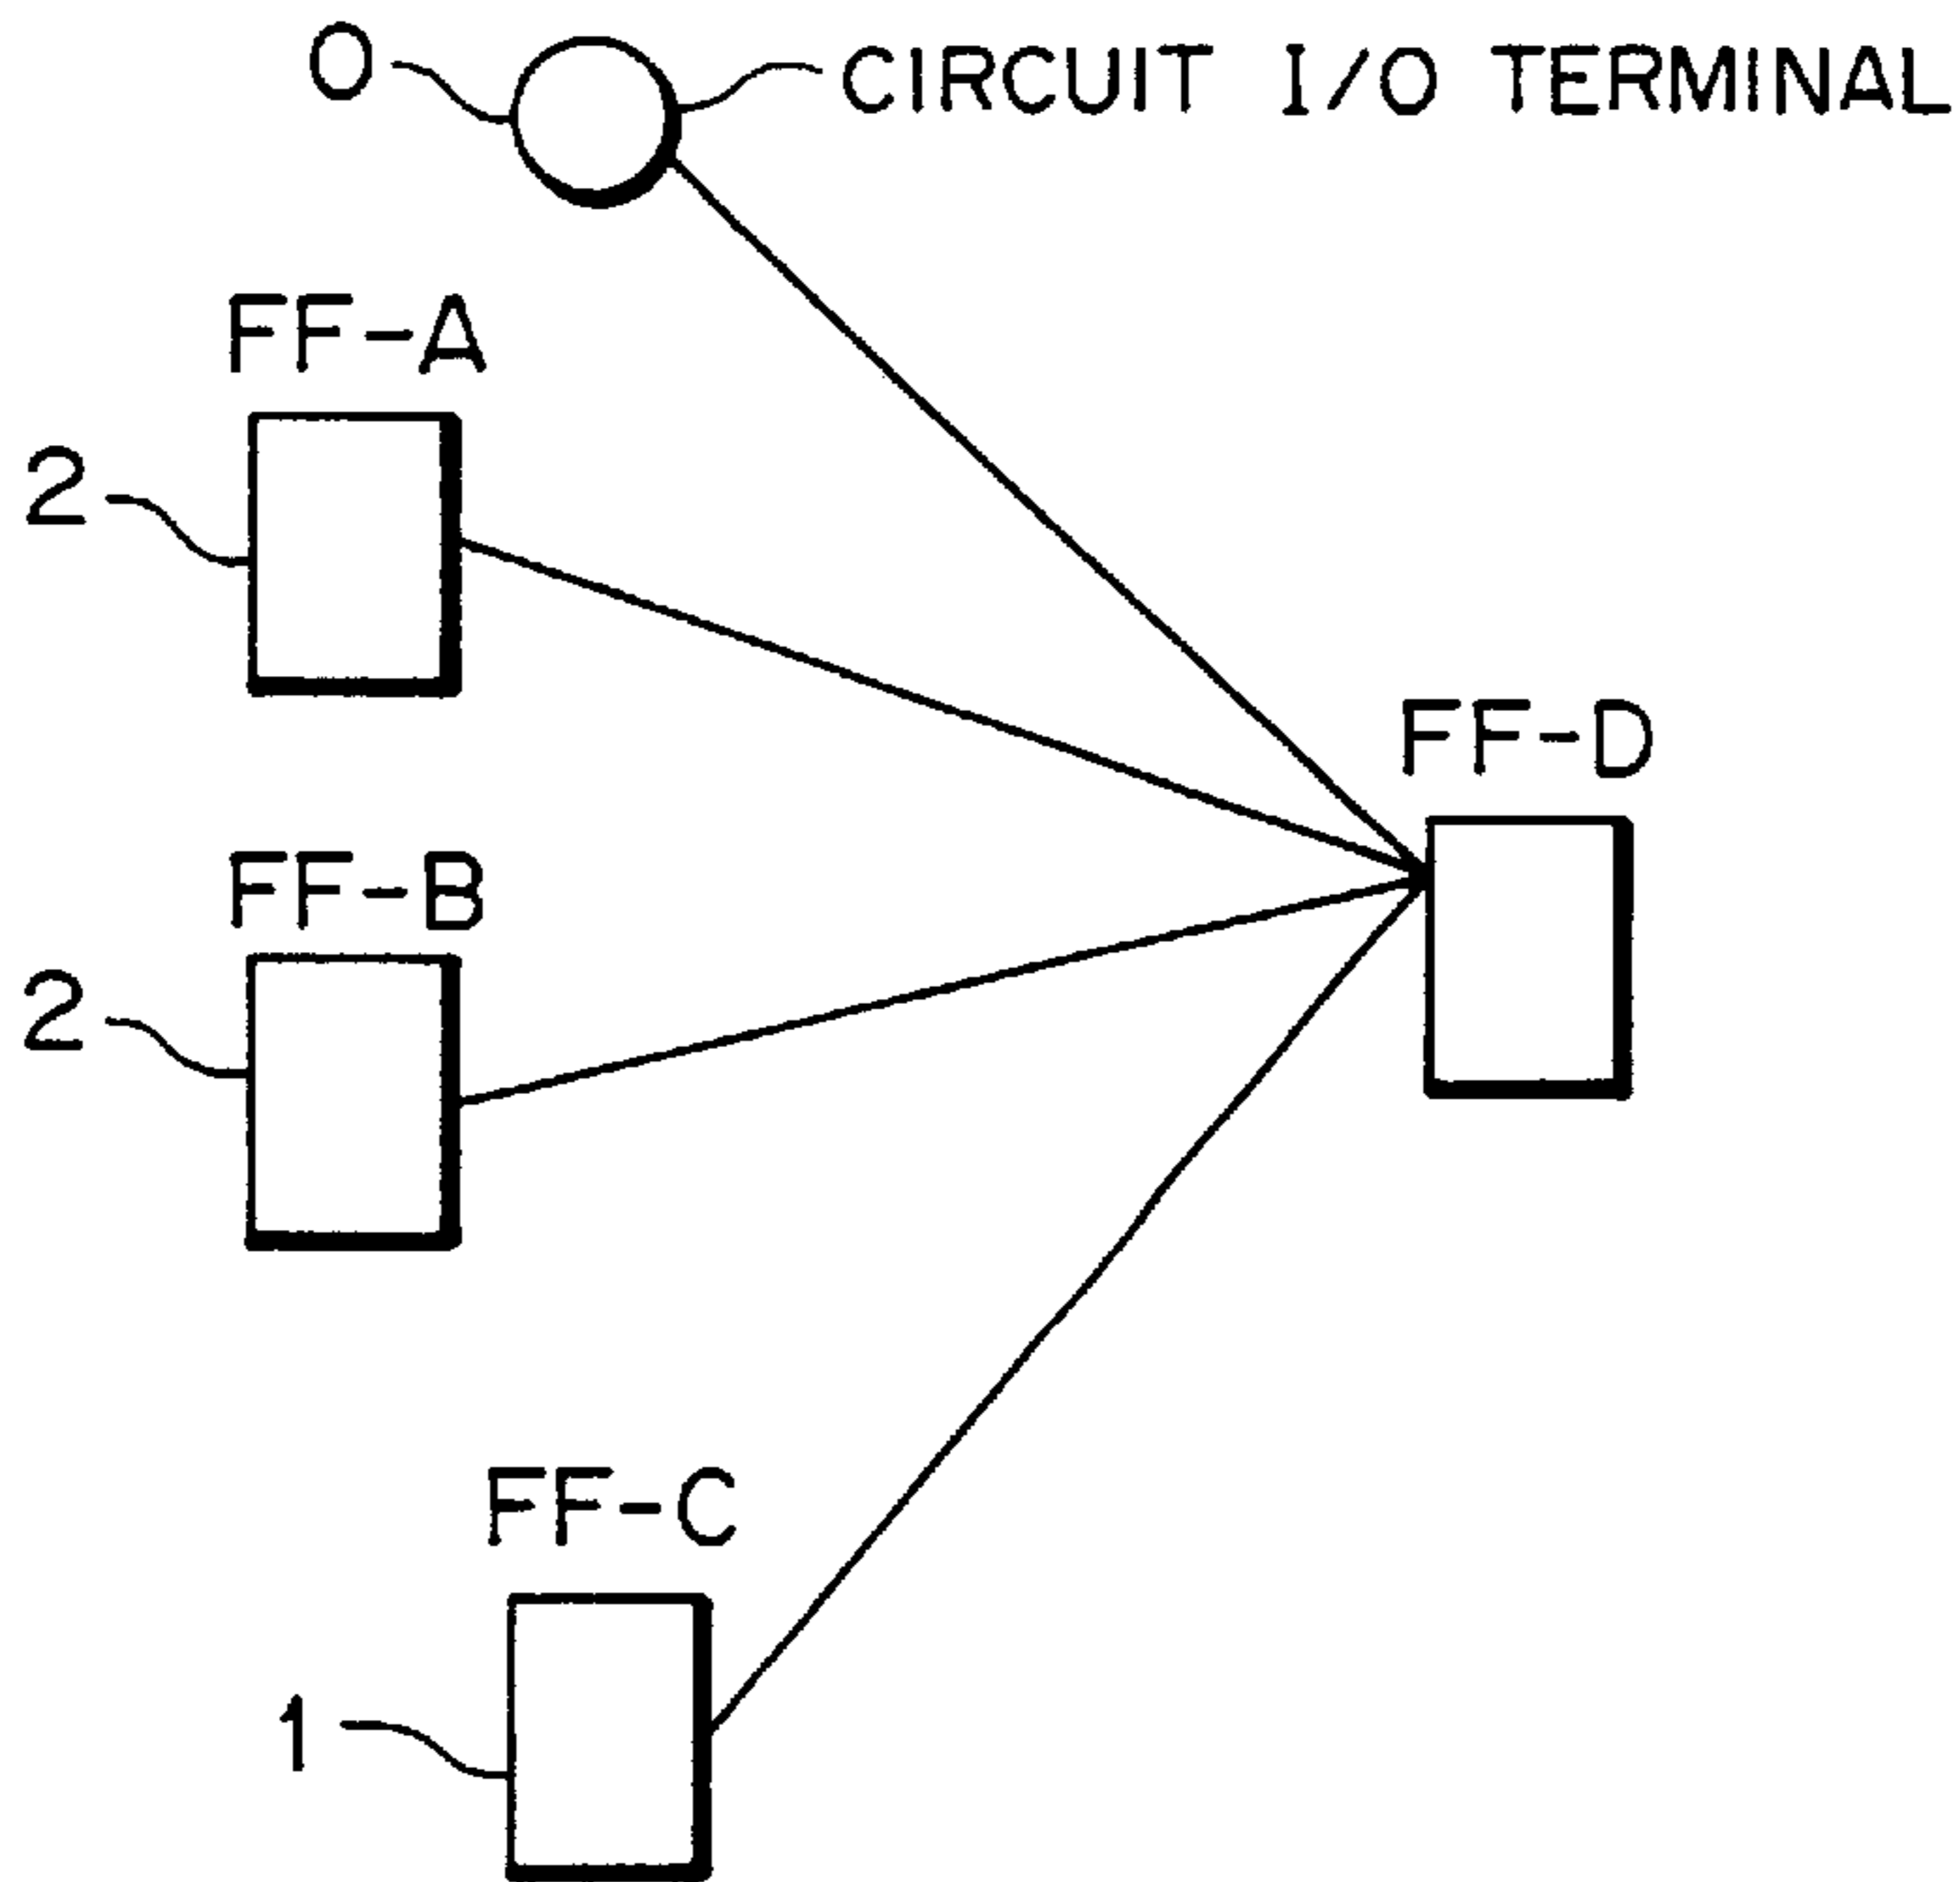 0 CIRCUIT I/O TERMINAL
FF-A
2
FF-D
FF-B
2
FF-C
1